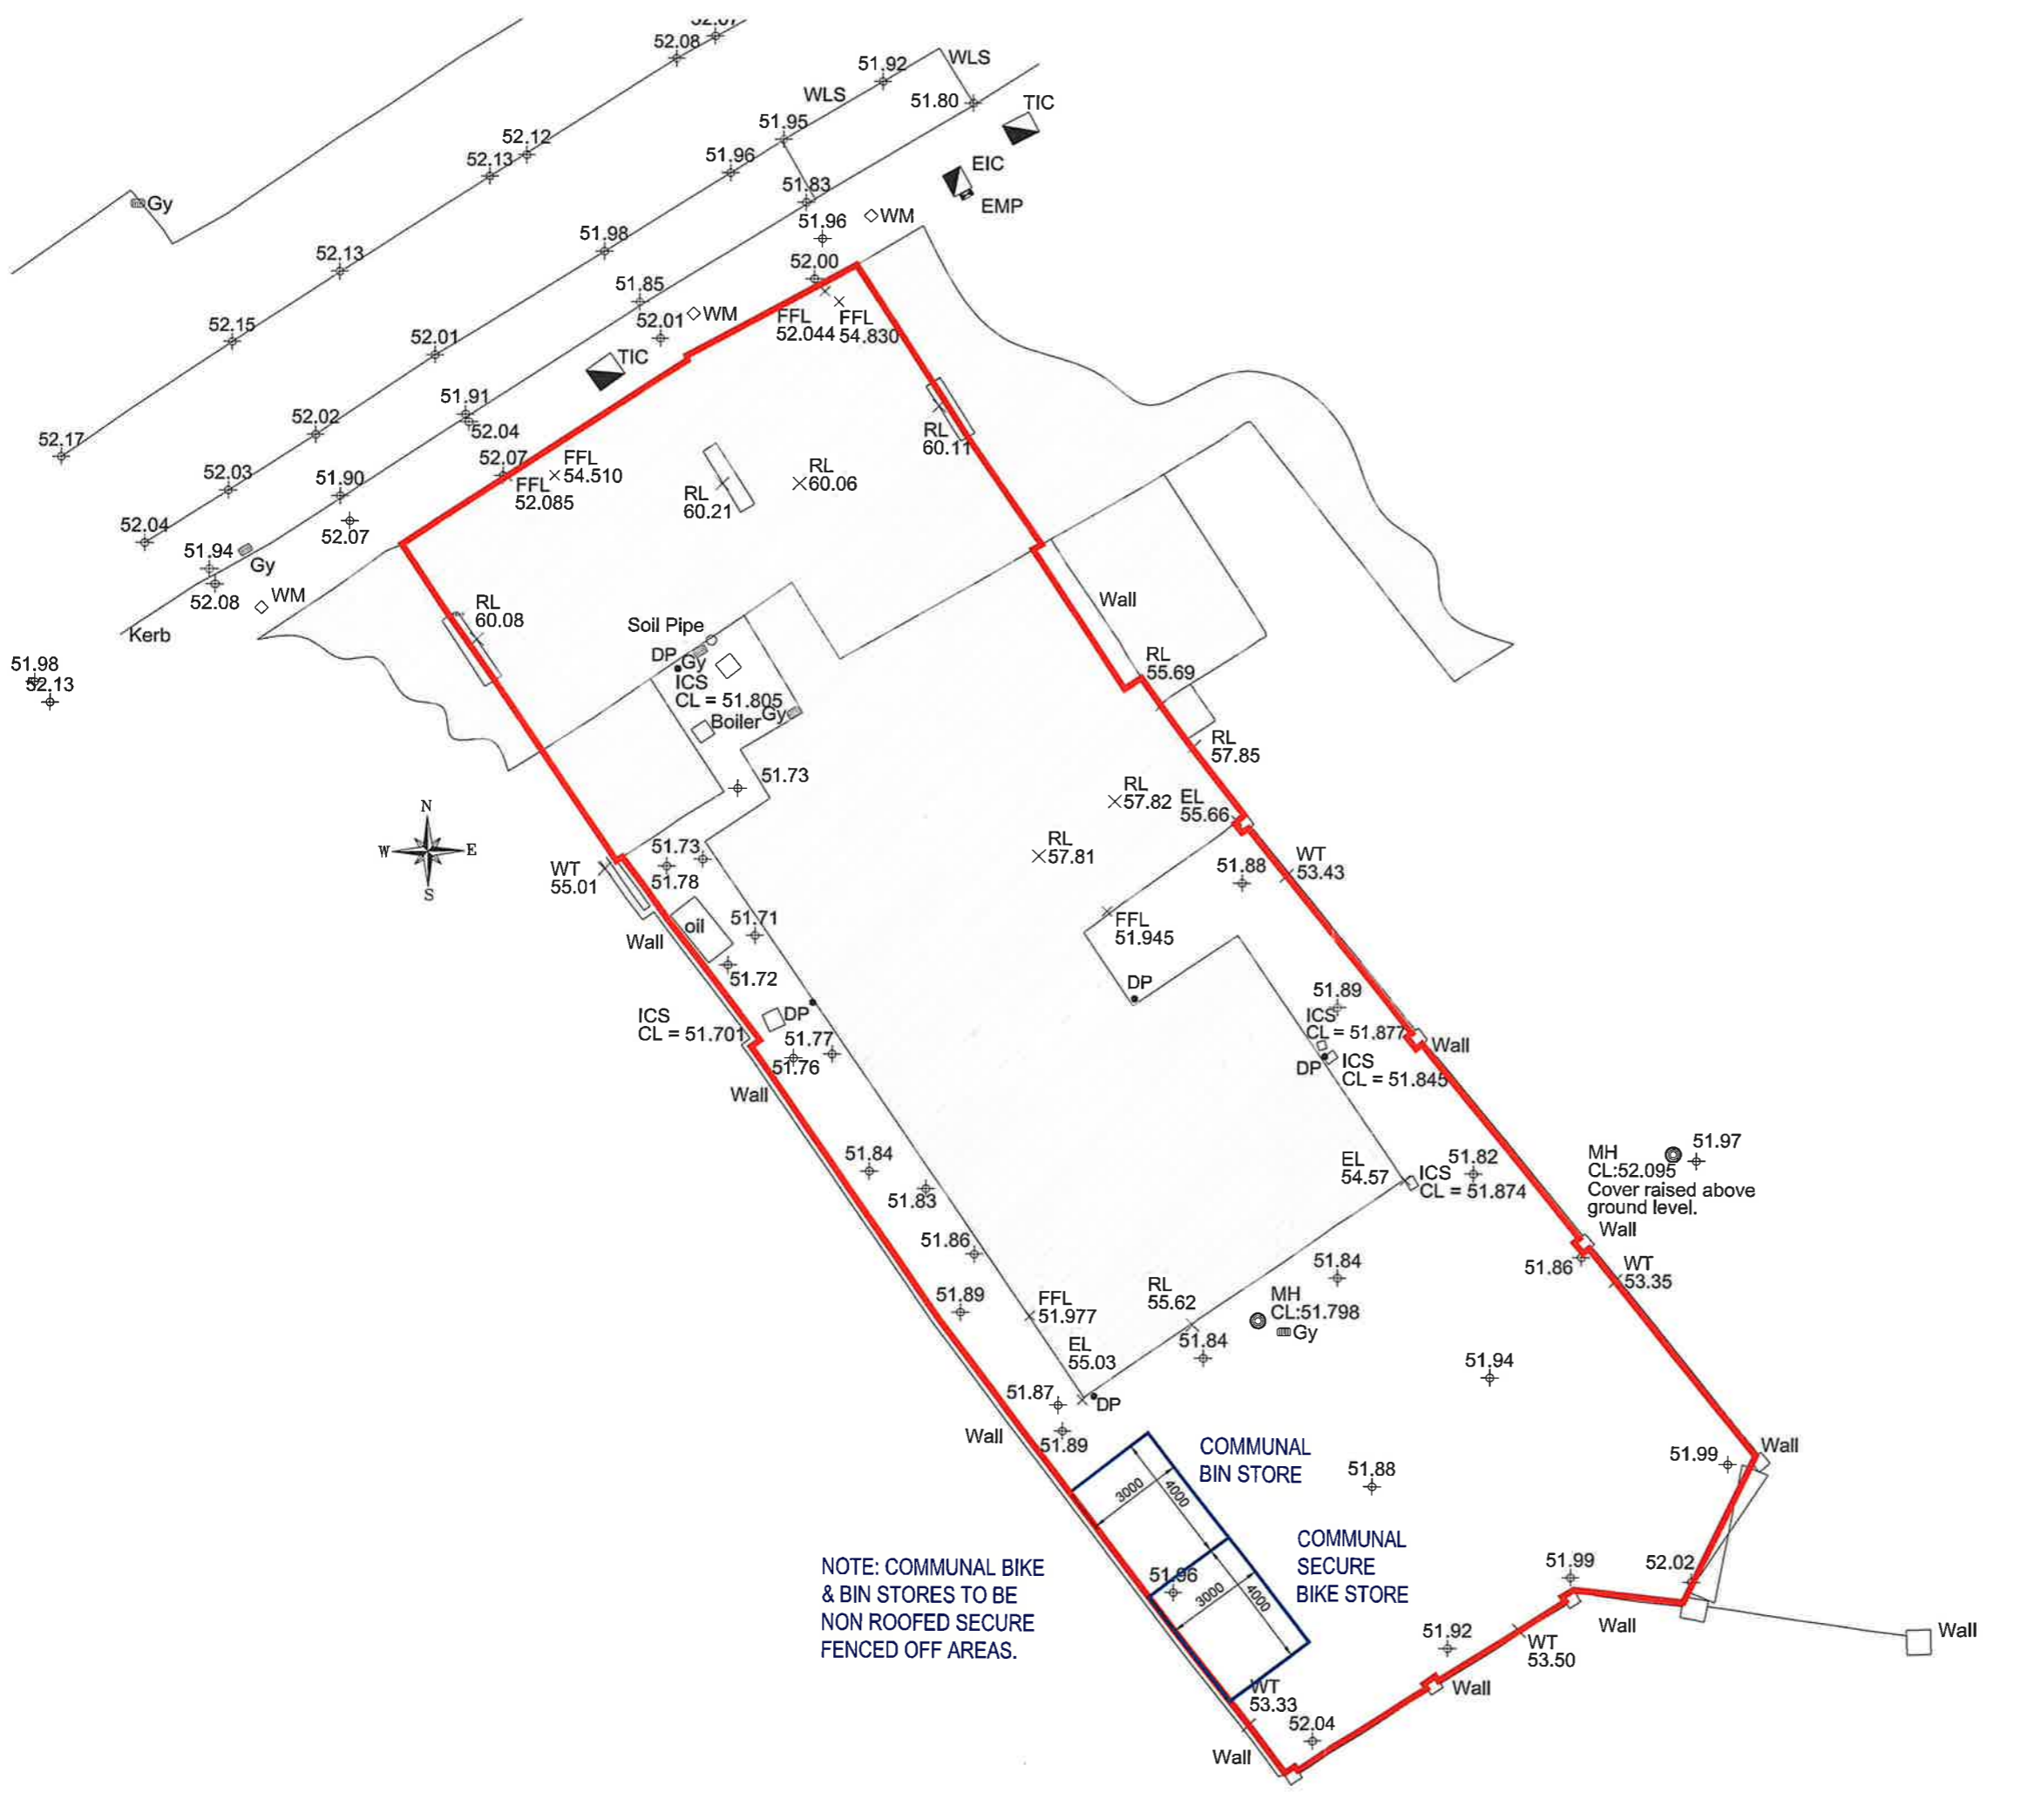 52.07
52.08
WLS
51.92
WLS
51.80
TIC
51.95
52.12
52.13
51.96
EIC
51.83
EMP
Gy
WM
51.96
51.98
52.13
52.00
51.85
WM
52.01
FFL
52.044
FFL
54.830
52.15
52.01
TIC
51.91
52.04
52.02
RL
60.11
52.17
52.07
FFL
54.510
FFL
52.085
RL
60.06
RL
60.21
52.03
51.90
52.04
52.07
51.94
Gy
52.08
WM
Kerb
RL
60.08
Wall
Soil Pipe
DP
Gy
ICS
CL = 51.805
Boiler
Gy
RL
55.69
51.98
52.13
RL
57.85
51.73
RL
57.82
EL
55.66
N
W
E
S
RL
57.81
51.73
51.78
WT
55.01
51.88
WT
53.43
oil
51.71
FFL
51.945
Wall
51.72
DP
51.89
ICS
CL = 51.701
DP
51.77
51.76
ICS
CL = 51.877
Wall
DP
ICS
CL = 51.845
Wall
51.84
51.83
EL
54.57
ICS
CL = 51.874
51.82
MH
CL:52.095
Cover raised above
ground level.
51.97
Wall
51.86
51.86
WT
53.35
51.84
51.89
FFL
51.977
RL
55.62
MH
CL:51.798
Gy
EL
55.03
51.84
51.94
51.87
DP
Wall
51.89
COMMUNAL
BIN STORE
51.88
51.99
Wall
3000
4000
COMMUNAL
SECURE
BIKE STORE
NOTE: COMMUNAL BIKE
& BIN STORES TO BE
NON ROOFED SECURE
FENCED OFF AREAS.
51.96
3000
4000
51.99
52.02
Wall
Wall
51.92
WT
53.50
Wall
WT
53.33
52.04
Wall